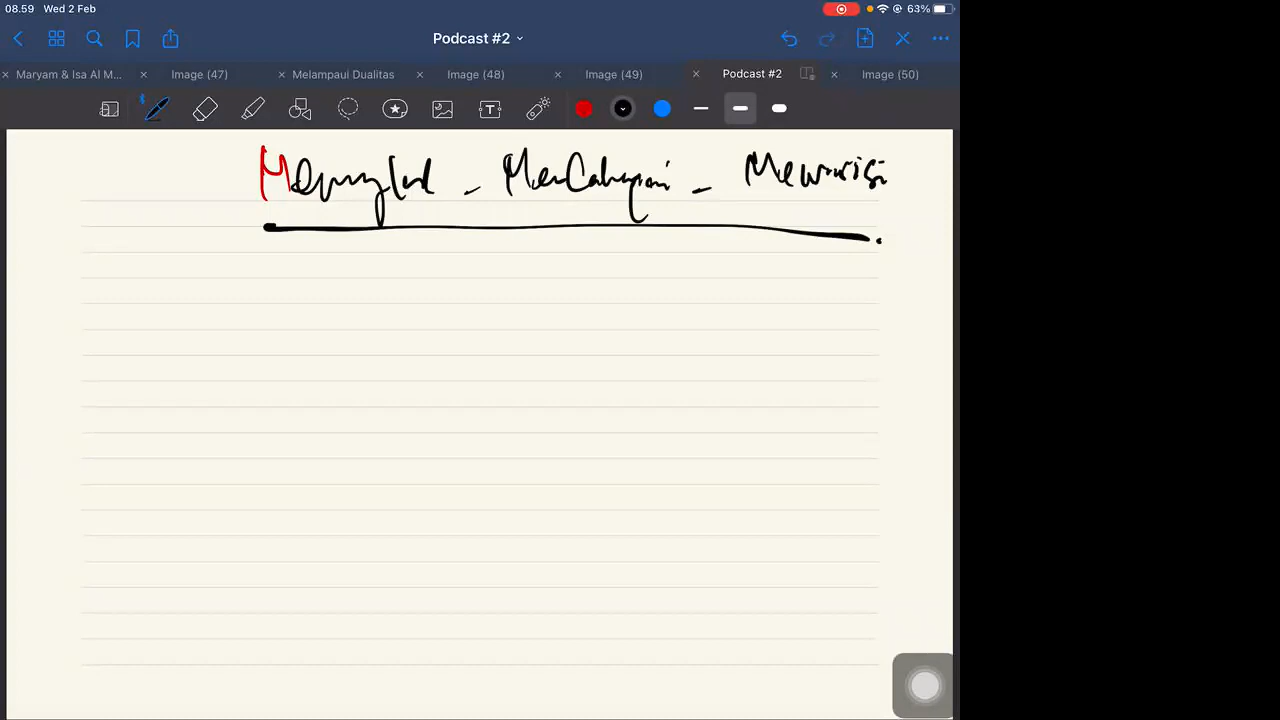 08.59 Wed 2 Feb 63%
Podcast #2
Maryam & Isa Al M... Image (47) Melampaui Dualitas Image (48) Image (49) Podcast #2 Image (50)
T
- - Mewarisi